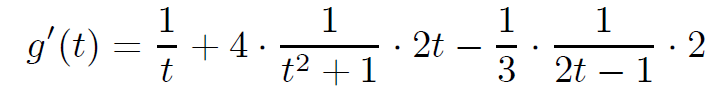 g′(t) = 1/t + 4 · 1/(t² + 1) · 2t − 1/3 · 1/(2t − 1) · 2